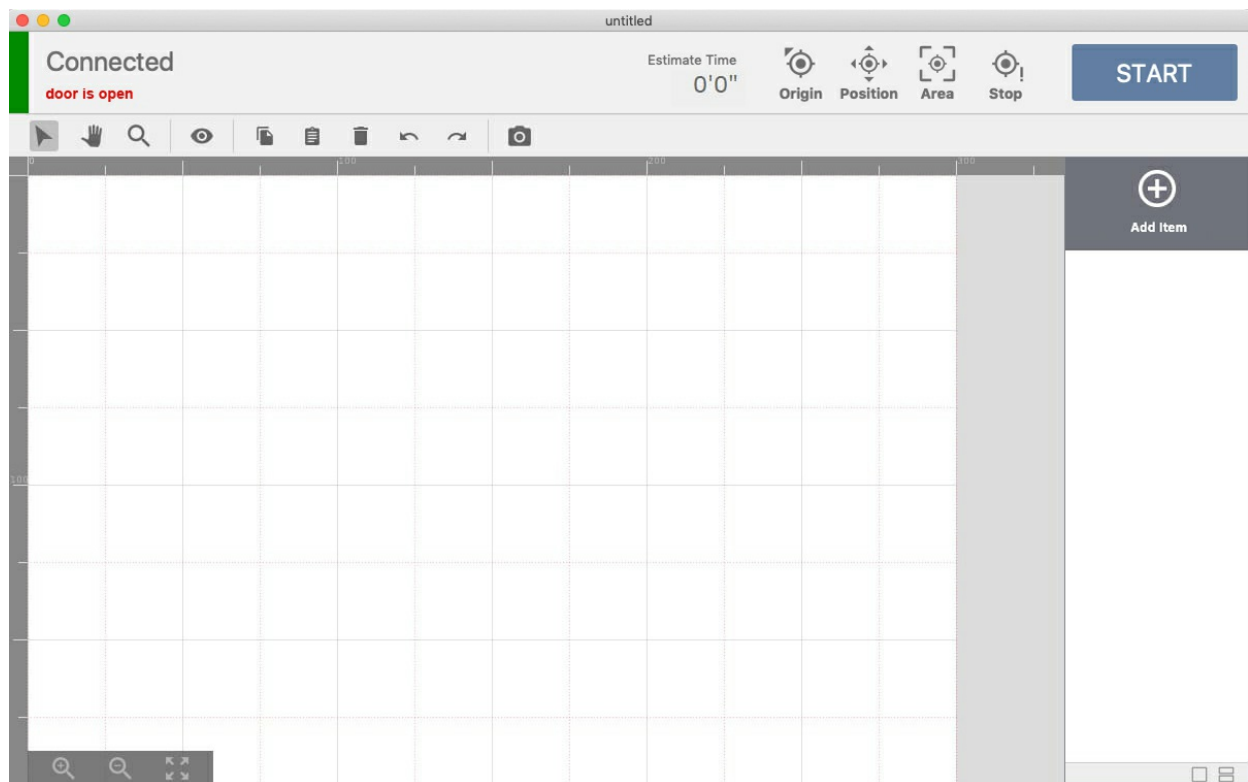 untitled
Connected
door is open
Estimate Time
0'0"
Origin
Position
Area
Stop
START
0
100
200
300
Add Item
100